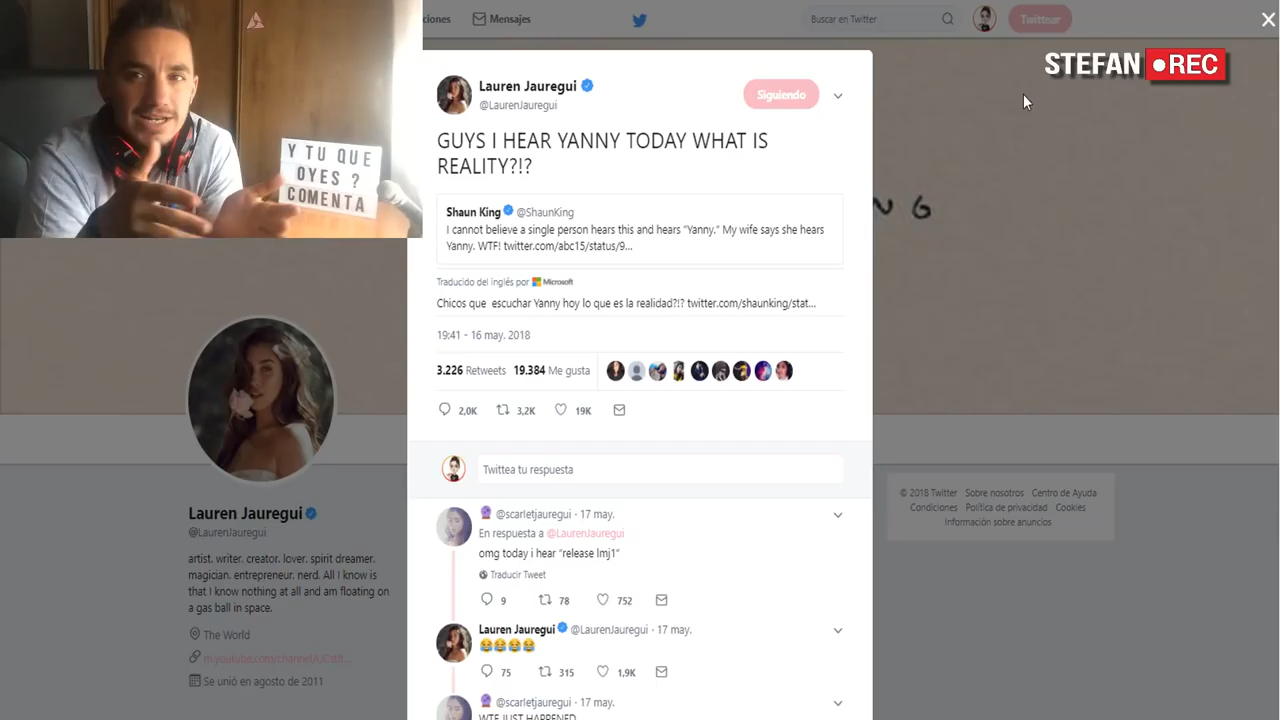 ciones
Mensajes
Buscar en Twitter
Twittear
STEFAN REC
Y TU QUE
OYES ?
COMENTA
N G
Lauren Jauregui
@LaurenJauregui
Siguiendo
GUYS I HEAR YANNY TODAY WHAT IS
REALITY?!?
Shaun King @ShaunKing
I cannot believe a single person hears this and hears "Yanny." My wife says she hears
Yanny. WTF! twitter.com/abc15/status/9...
Traducido del inglés por Microsoft
Chicos que escuchar Yanny hoy lo que es la realidad?!? twitter.com/shaunking/stat...
19:41 - 16 may. 2018
3.226 Retweets 19.384 Me gusta
2,0K 3,2K 19K
Twittea tu respuesta
@scarletjauregui · 17 may.
En respuesta a @LaurenJauregui
omg today i hear "release lmj1"
Traducir Tweet
9 78 752
Lauren Jauregui @LaurenJauregui · 17 may.
75 315 1,9K
@scarletjauregui · 17 may.
WTF JUST HAPPENED
Lauren Jauregui
@LaurenJauregui
artist. writer. creator. lover. spirit dreamer.
magician. entrepreneur. nerd. All I know is
that I know nothing at all and am floating on
a gas ball in space.
The World
Se unió en agosto de 2011
© 2018 Twitter Sobre nosotros Centro de Ayuda
Condiciones Política de privacidad Cookies
Información sobre anuncios